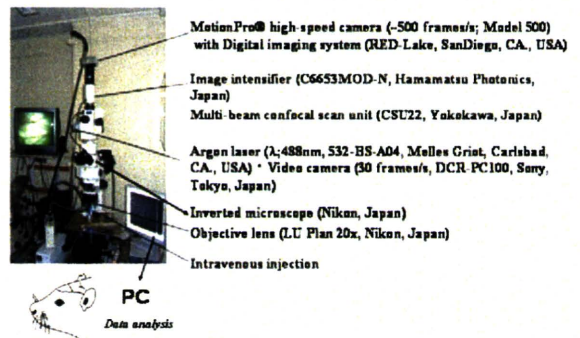 MotionPro® high-speed camera (~500 frames/s; Model 500)
with Digital imaging system (RED-Lake, SanDiego, CA., USA)
Image intensifier (C6653MOD-N, Hamamatsu Photonics,
Japan)
Multi-beam confocal scan unit (CSU22, Yokokawa, Japan)
Argon laser (λ;488nm, 532-BS-A04, Melles Griot, Carlsbad,
CA., USA) · Video camera (30 frames/s, DCR-PC100, Sony,
Tokyo, Japan)
Inverted microscope (Nikon, Japan)
Objective lens (LU Plan 20x, Nikon, Japan)
Intravenous injection
PC
Data analysis